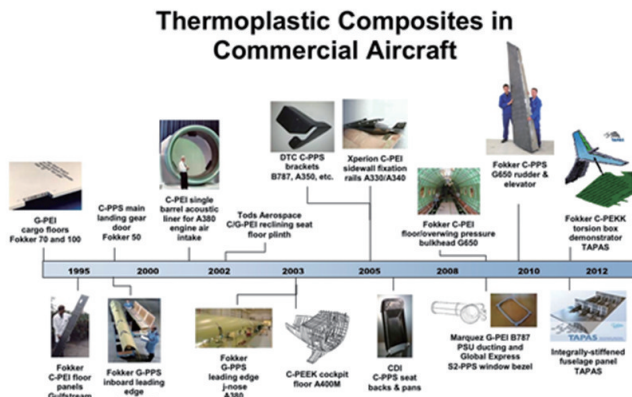 Thermoplastic Composites in
Commercial Aircraft
G-PEI
cargo floors
Fokker 70 and 100
C-PPS main
landing gear
door
Fokker 50
C-PEI single
barrel acoustic
liner for A380
engine air
intake
Tods Aerospace
C/G-PEI reclining seat
floor plinth
DTC C-PPS
brackets
B787, A350, etc.
Xperion C-PEI
sidewall fixation
rails A330/A340
Fokker C-PEI
floor/overwing pressure
bulkhead G650
Fokker C-PPS
G650 rudder &
elevator
Fokker C-PEKK
torsion box
demonstrator
TAPAS
1995
2000
2002
2003
2005
2008
2010
2012
Fokker
C-PEI floor
panels
Gulfstream
Fokker G-PPS
inboard leading
edge
Fokker
G-PPS
leading edge
j-nose
A380
C-PEEK cockpit
floor A400M
CDI
C-PPS seat
backs & pans
Marquez G-PEI B787
PSU ducting and
Global Express
S2-PPS window bezel
TAPAS
Integrally-stiffened
fuselage panel
TAPAS